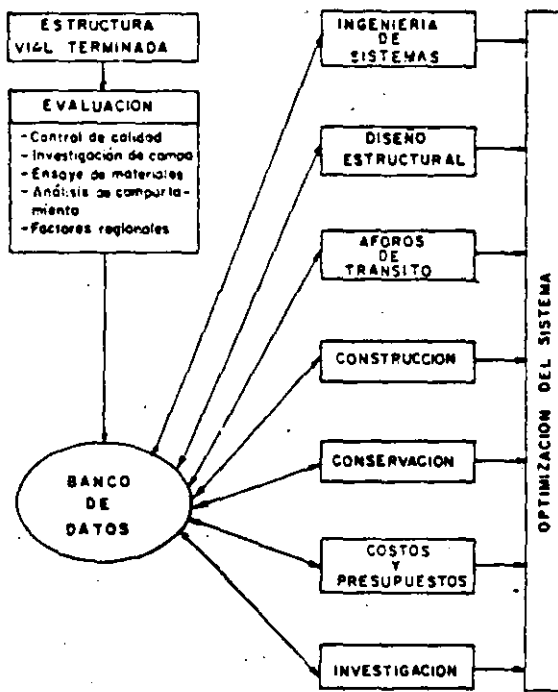 ESTRUCTURA
VIAL TERMINADA
EVALUACION
- Control de calidad
- Investigación de campo
- Ensaye de materiales
- Análisis de comporta-
miento
- Factores regionales
BANCO
DE
DATOS
INGENIERIA
DE
SISTEMAS
DISEÑO
ESTRUCTURAL
AFOROS
DE
TRANSITO
CONSTRUCCION
CONSERVACION
COSTOS
Y
PRESUPUESTOS
INVESTIGACION
OPTIMIZACION DEL SISTEMA